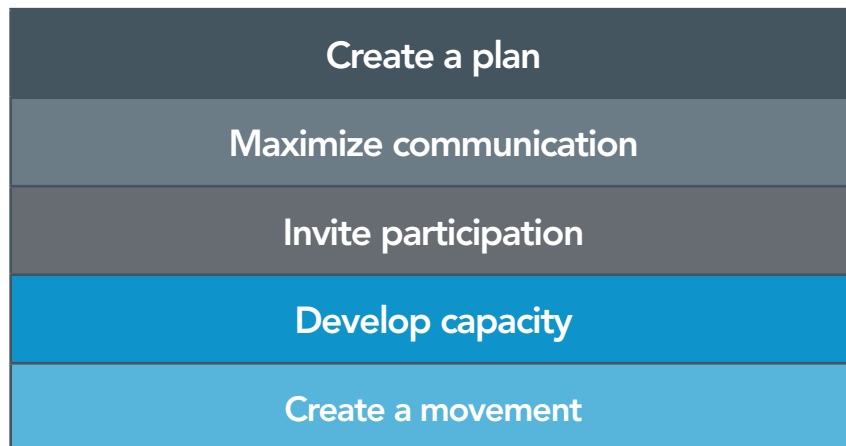 Create a plan
Maximize communication
Invite participation
Develop capacity
Create a movement